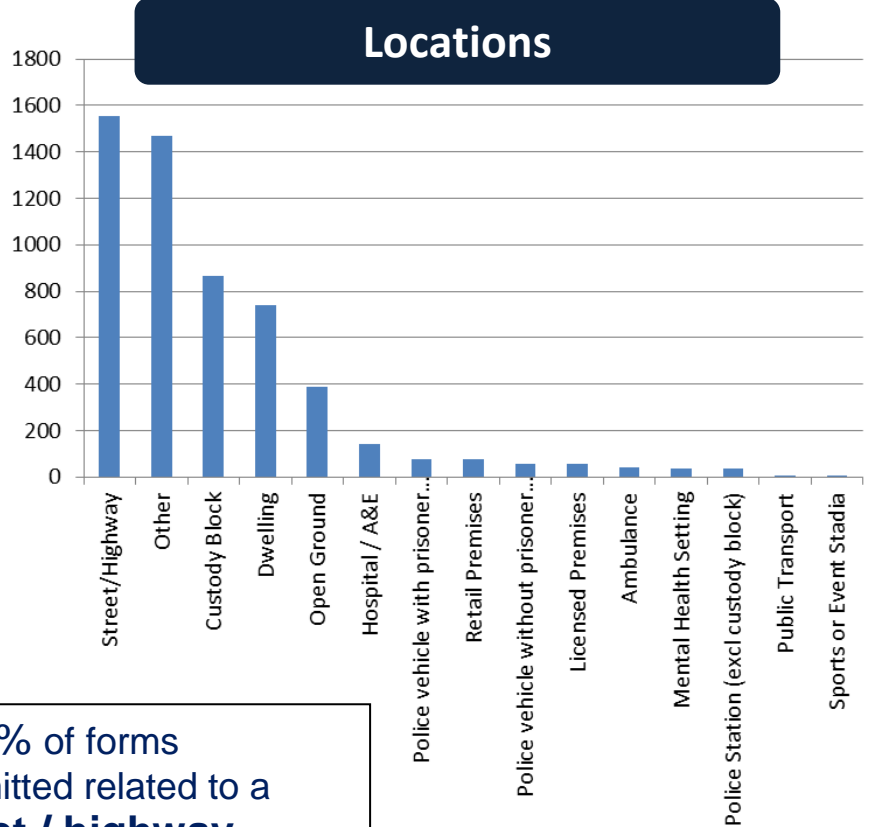 Locations
1800
1600
1400
1200
1000
800
600
400
200
0
Street/Highway
Other
Custody Block
Dwelling
Open Ground
Hospital / A&E
Police vehicle with prisoner…
Retail Premises
Police vehicle without prisoner…
Licensed Premises
Ambulance
Mental Health Setting
Police Station (excl custody block)
Public Transport
Sports or Event Stadia
% of forms
related to a
/ highway